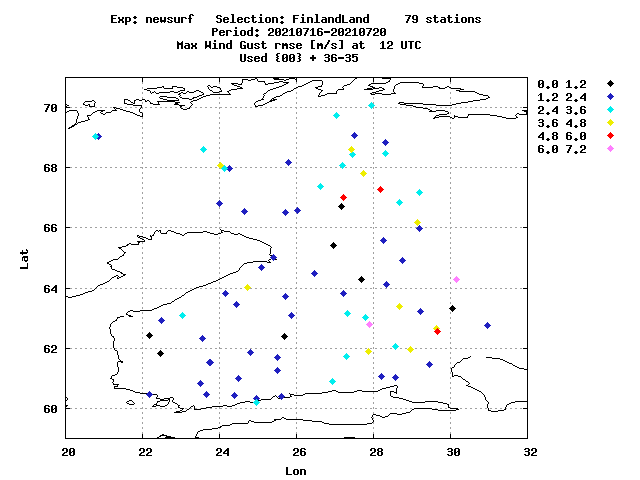 Exp: newsurf   Selection: FinlandLand     79 stations
Period: 20210716-20210720
Max Wind Gust rmse [m/s] at  12 UTC
Used {00} + 36-35
0.0 1.2
1.2 2.4
2.4 3.6
3.6 4.8
4.8 6.0
6.0 7.2
70
68
66
64
62
60
Lat
20 22 24 26 28 30 32
Lon